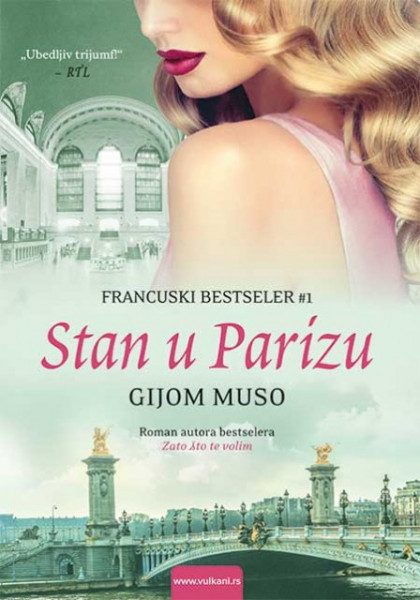 „Ubedljiv trijumf!“
– RTL
FRANCUSKI BESTSELER #1
Stan u Parizu
GIJOM MUSO
Roman autora bestselera
Zato što te volim
www.vulkani.rs